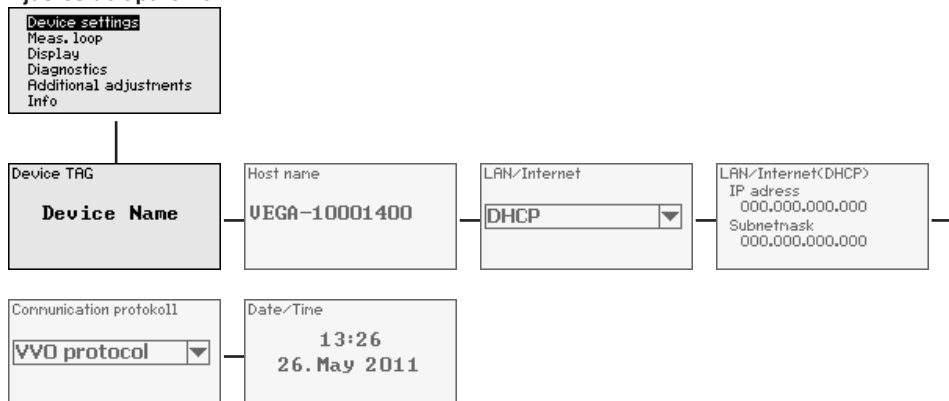 Device settings
Meas. loop
Display
Diagnostics
Additional adjustments
Info
Device TAG
Device Name
Host name
VEGA-10001400
LAN/Internet
DHCP
LAN/Internet(DHCP)
IP adress
000.000.000.000
Subnetmask
000.000.000.000
Communication protokoll
VVO protocol
Date/Time
13:26
26. May 2011